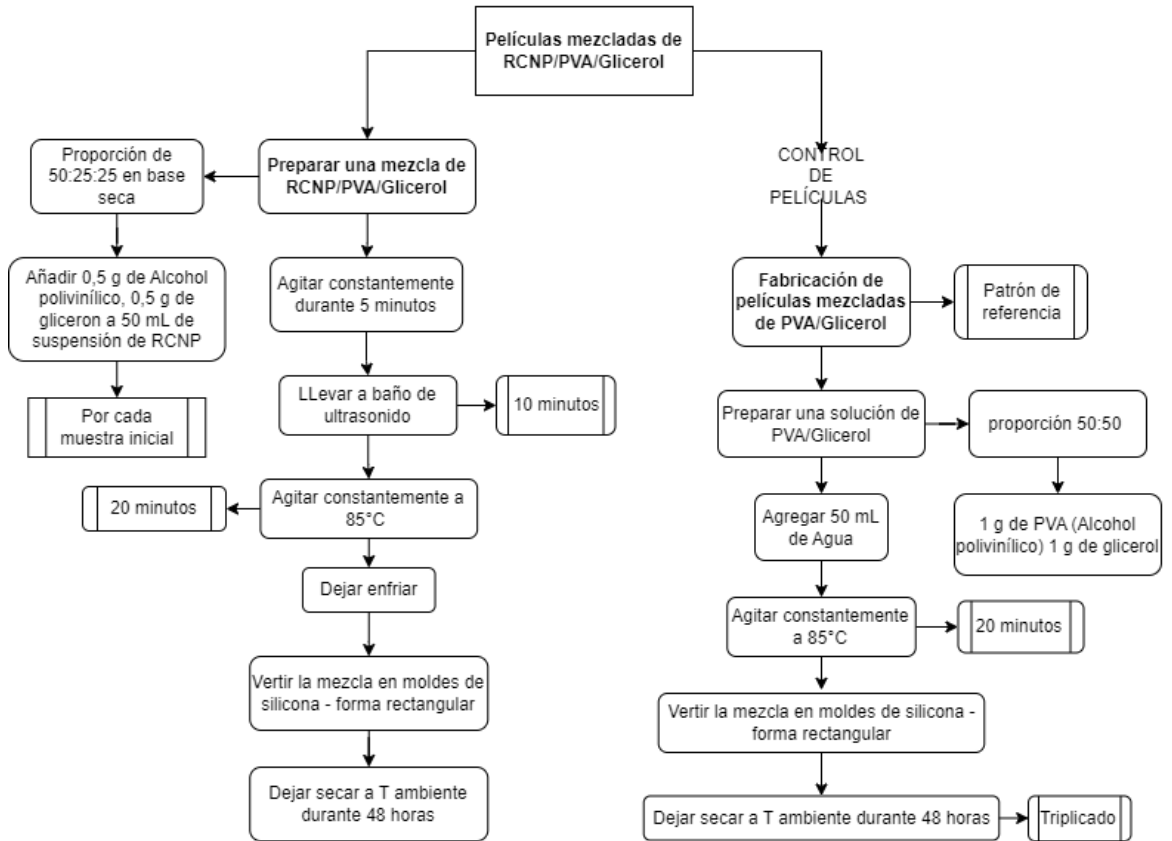 Películas mezcladas de
RCNP/PVA/Glicerol
Proporción de
50:25:25 en base
seca
Preparar una mezcla de
RCNP/PVA/Glicerol
CONTROL
DE
PELÍCULAS
Añadir 0,5 g de Alcohol
polivinílico, 0,5 g de
gliceron a 50 mL de
suspensión de RCNP
Agitar constantemente
durante 5 minutos
Fabricación de
películas mezcladas
de PVA/Glicerol
Patrón de
referencia
Por cada
muestra inicial
LLevar a baño de
ultrasonido
10 minutos
Preparar una solución de
PVA/Glicerol
proporción 50:50
20 minutos
Agitar constantemente a
85°C
Agregar 50 mL
de Agua
1 g de PVA (Alcohol
polivinílico) 1 g de glicerol
Dejar enfriar
Agitar constantemente
a 85°C
20 minutos
Vertir la mezcla en moldes de
silicona - forma rectangular
Vertir la mezcla en moldes de silicona -
forma rectangular
Dejar secar a T ambiente
durante 48 horas
Dejar secar a T ambiente durante 48 horas
Triplicado